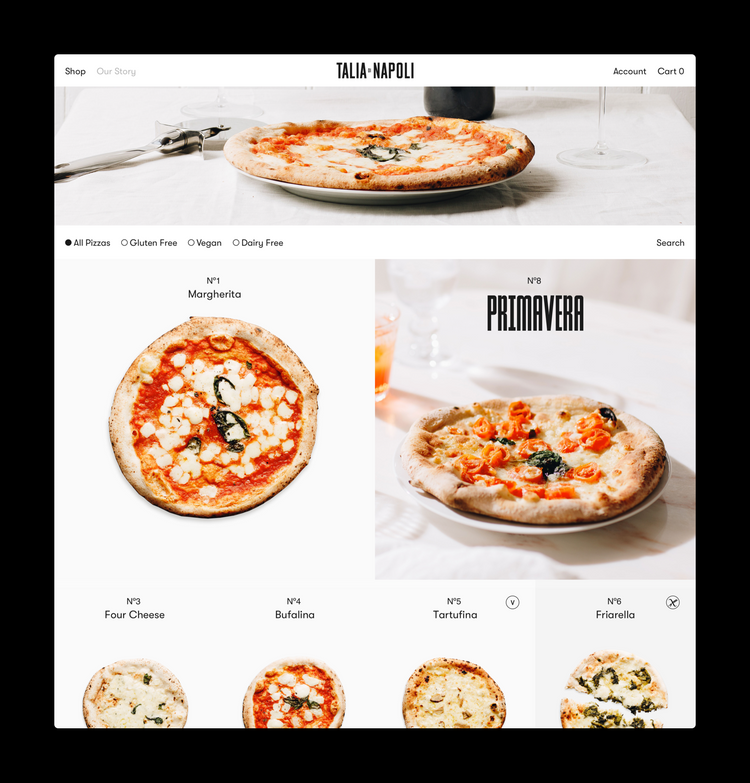 Shop Our Story TALIA DI NAPOLI Account Cart 0
All Pizzas Gluten Free Vegan Dairy Free Search
Nº1
Margherita
Nº8
PRIMAVERA
Nº3
Four Cheese
Nº4
Bufalina
Nº5
Tartufina
V
Nº6
Friarella